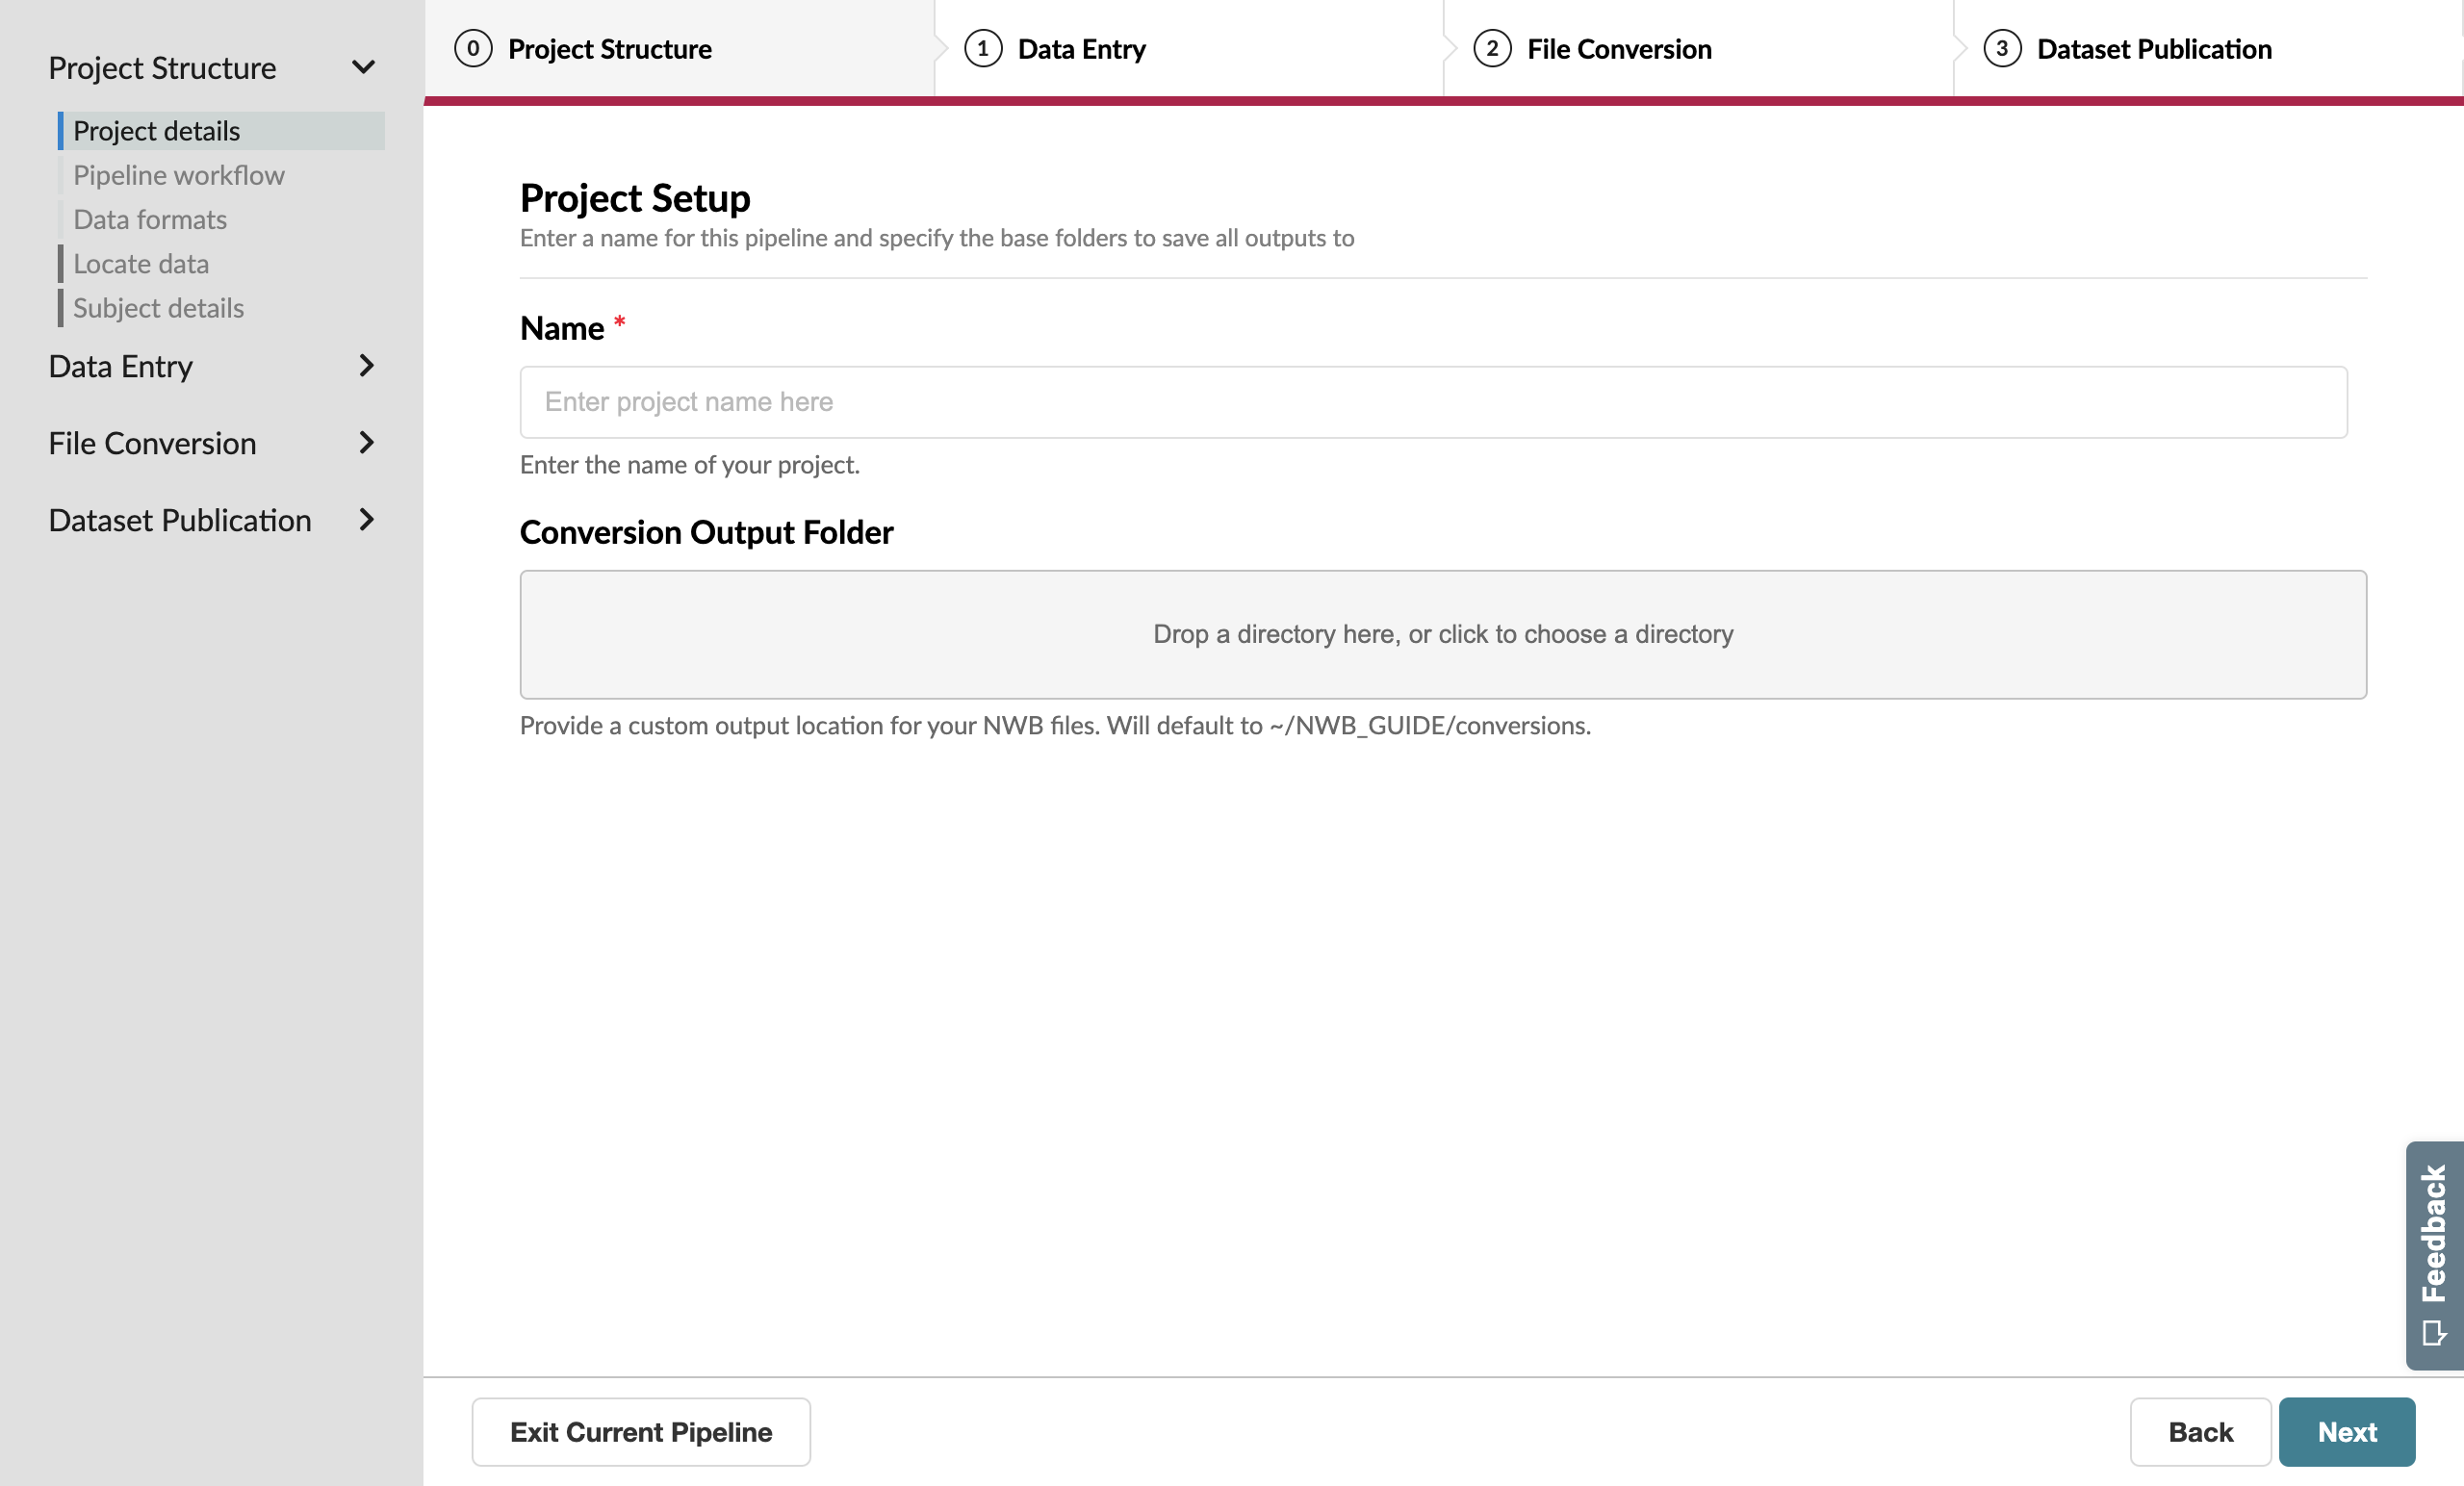 Project Structure
Project details
Pipeline workflow
Data formats
Locate data
Subject details
Data Entry
File Conversion
Dataset Publication
0 Project Structure
1 Data Entry
2 File Conversion
3 Dataset Publication
Project Setup
Enter a name for this pipeline and specify the base folders to save all outputs to
Name *
Enter project name here
Enter the name of your project.
Conversion Output Folder
Drop a directory here, or click to choose a directory
Provide a custom output location for your NWB files. Will default to ~/NWB_GUIDE/conversions.
Feedback
Exit Current Pipeline
Back
Next